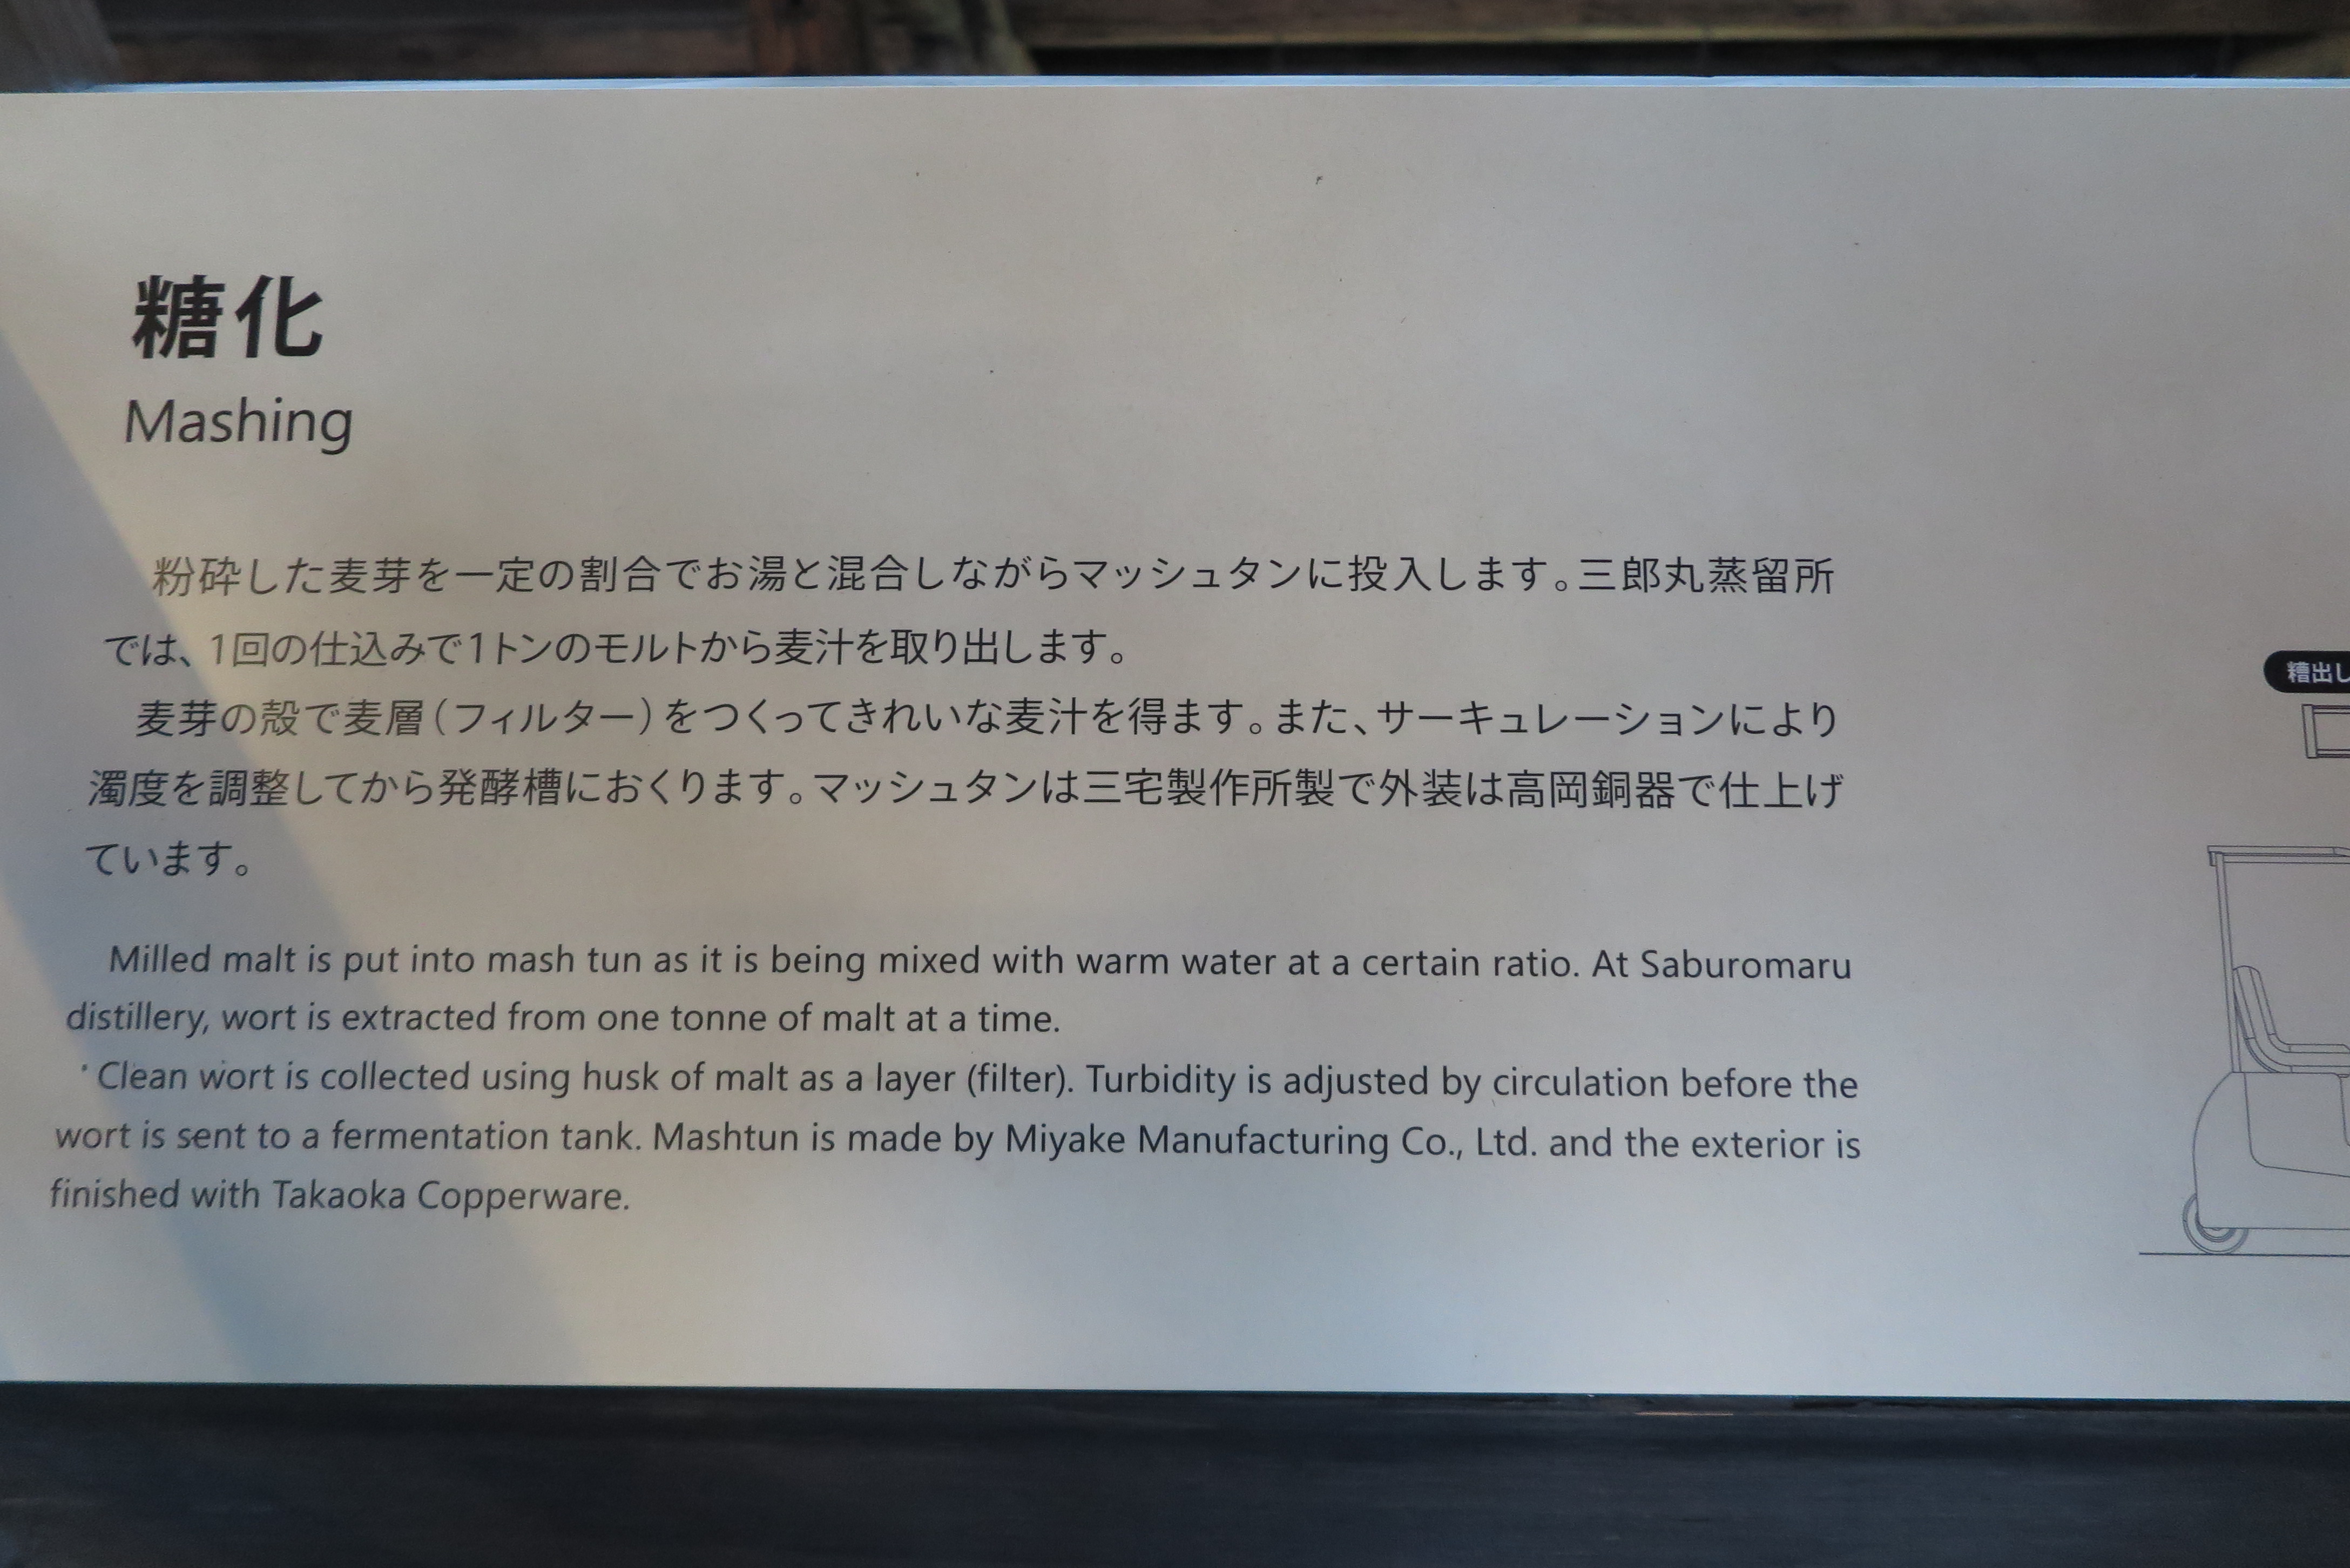 糖化
Mashing
粉砕した麦芽を一定の割合でお湯と混合しながらマッシュタンに投入します。三郎丸蒸留所
では、1回の仕込みで1トンのモルトから麦汁を取り出します。
麦芽の殻で麦層(フィルター)をつくってきれいな麦汁を得ます。また、サーキュレーションにより
濁度を調整してから発酵槽におくります。マッシュタンは三宅製作所製で外装は高岡銅器で仕上げ
ています。
Milled malt is put into mash tun as it is being mixed with warm water at a certain ratio. At Saburomaru
distillery, wort is extracted from one tonne of malt at a time.
Clean wort is collected using husk of malt as a layer (filter). Turbidity is adjusted by circulation before the
wort is sent to a fermentation tank. Mashtun is made by Miyake Manufacturing Co., Ltd. and the exterior is
finished with Takaoka Copperware.
糟出し